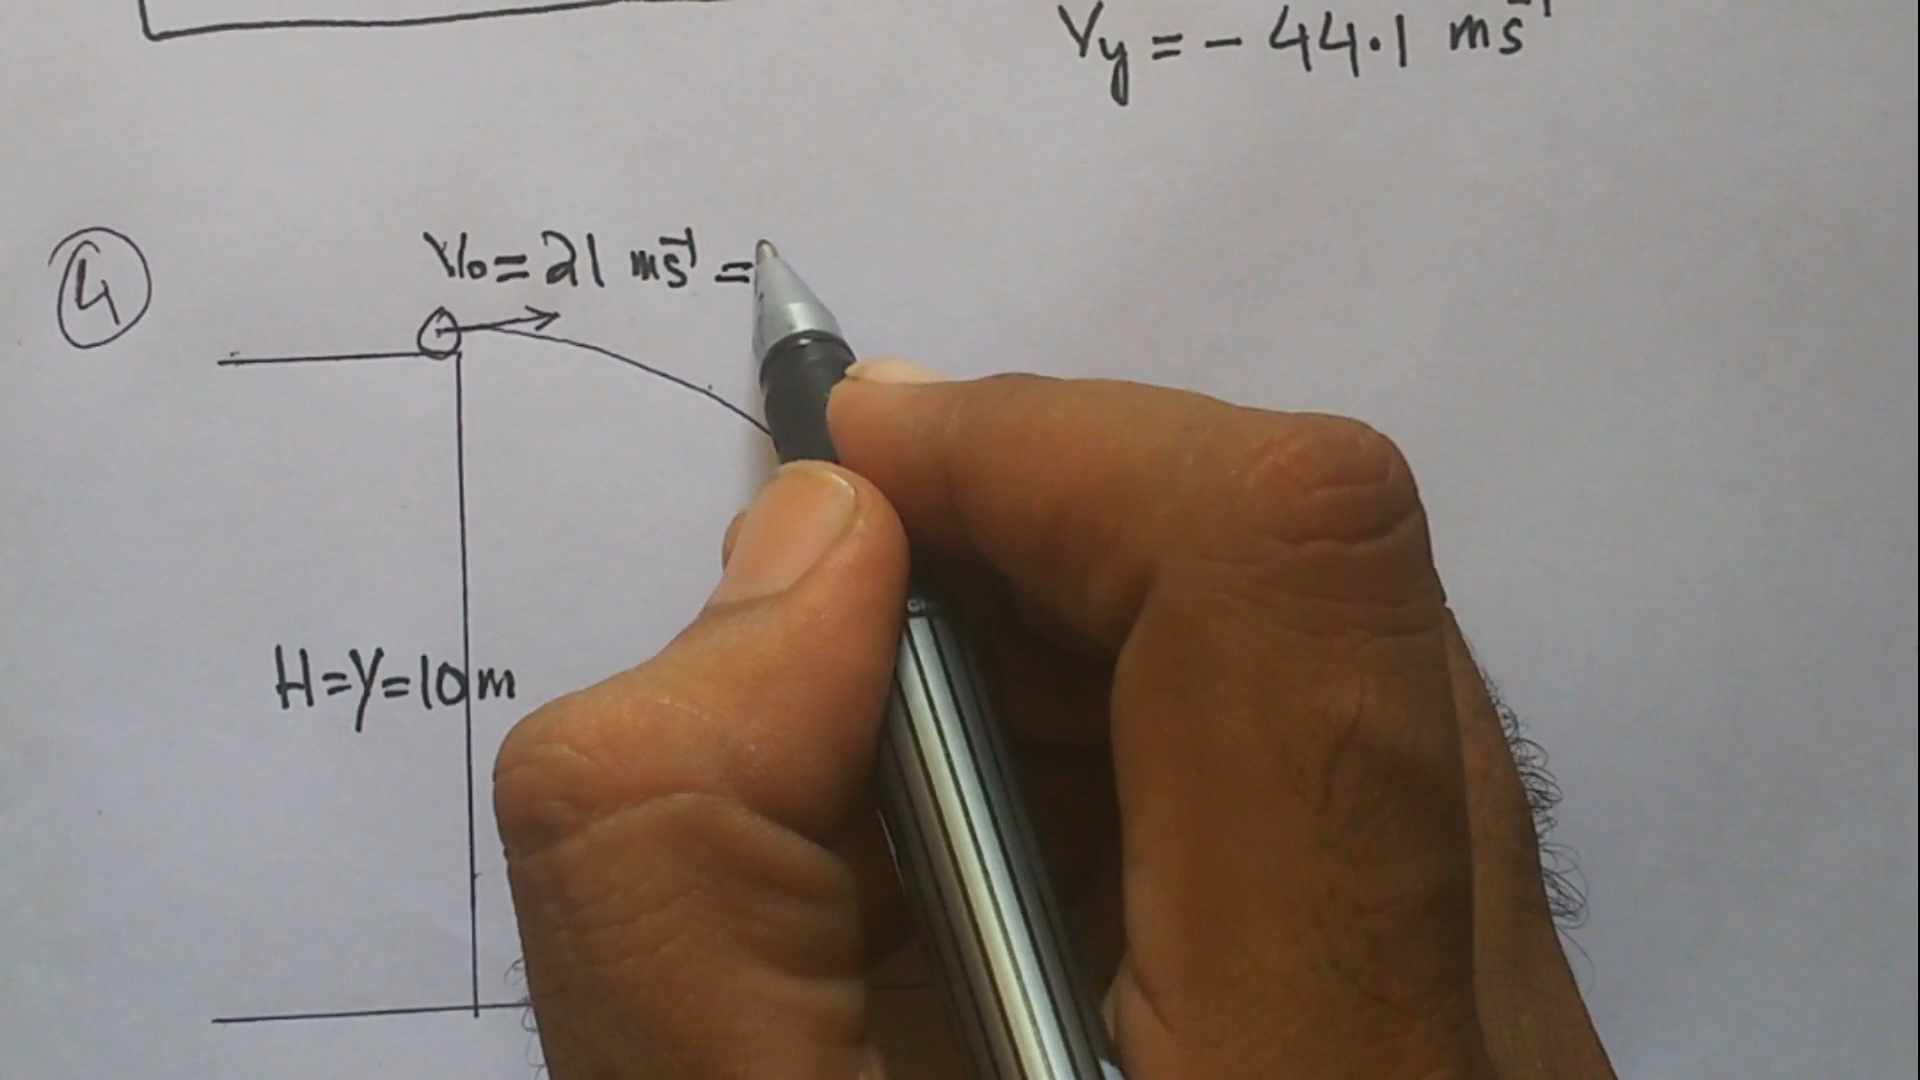 Vy = - 44.1 ms⁻¹
4
V₀ = 21 ms⁻¹ =
H=Y=10m